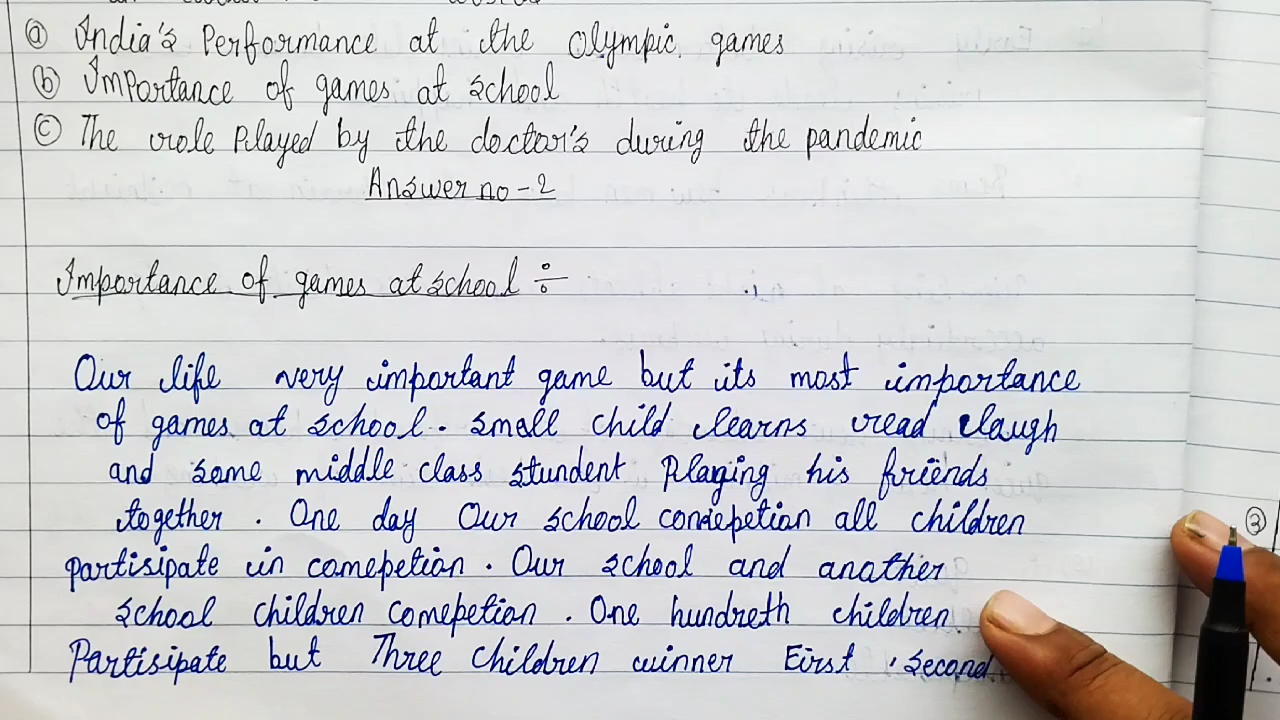 ⓐ India's Performance at the Olympic games
ⓑ Importance of games at school
ⓒ The role Played by the doctor's during the pandemic
Answer no - 2
Importance of games at school ÷
Our life very important game but its most importance
of games at school. small child learns read laugh
and some middle class stundent Playing his friends
together. One day Our school comepetion all children
partisipate in comepetion. Our school and another
school children comepetion. One hundreth children
Partisipate but Three children winner First, second
③